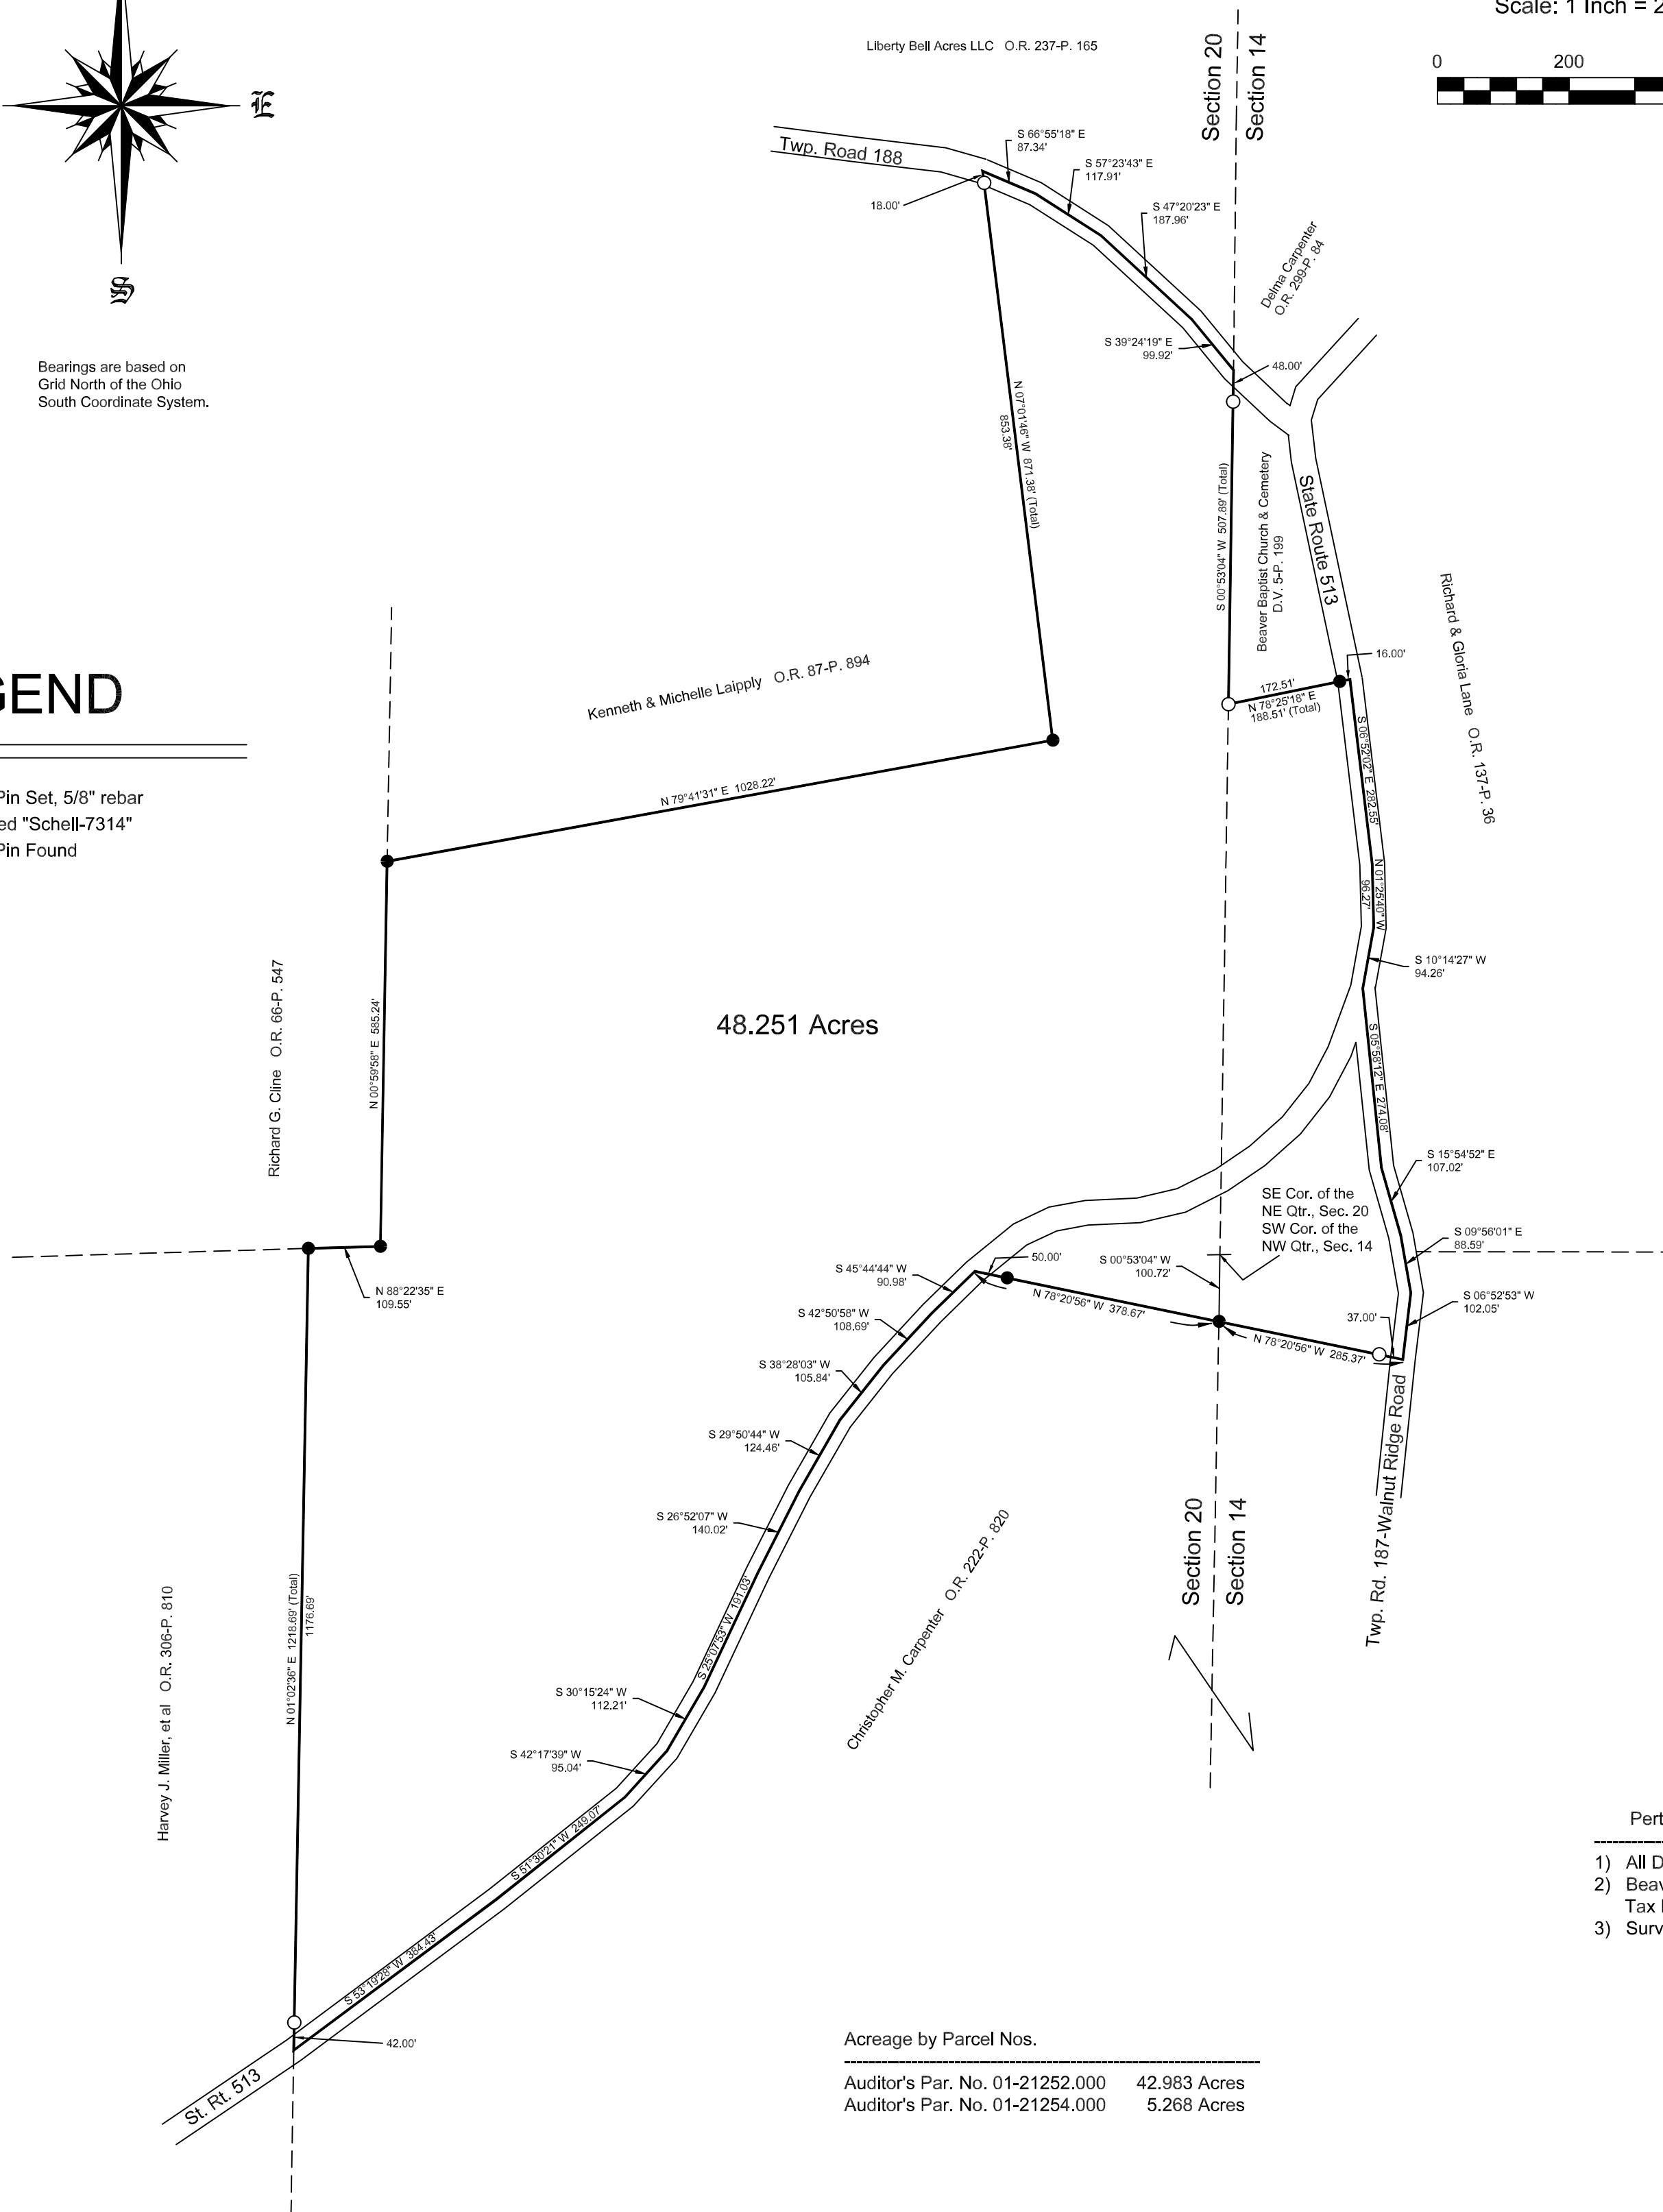 Scale: 1 Inch = 2
0 200
E
S
Bearings are based on
Grid North of the Ohio
South Coordinate System.
Liberty Bell Acres LLC O.R. 237-P. 165
Section 20
Section 14
Twp. Road 188
S 66°55'18" E
87.34'
S 57°23'43" E
117.91'
S 47°20'23" E
187.96'
18.00'
Delma Carpenter
O.R. 299-P. 84
S 39°24'19" E
99.92'
48.00'
N 07°01'46" W 871.38' (Total)
853.38'
S 00°53'04" W 507.89' (Total)
Beaver Baptist Church & Cemetery
D.V. 5-P. 199
State Route 513
Richard & Gloria Lane O.R. 137-P. 36
16.00'
172.51'
N 78°25'18" E
188.51' (Total)
S 06°52'02" E 282.55'
GEND
Pin Set, 5/8" rebar
ed "Schell-7314"
Pin Found
Kenneth & Michelle Laipply O.R. 87-P. 894
N 79°41'31" E 1028.22'
N 01°25'40" W
96.27'
S 10°14'27" W
94.26'
Richard G. Cline O.R. 66-P. 547
N 00°59'58" E 585.24'
48.251 Acres
S 05°58'12" E 274.08'
S 15°54'52" E
107.02'
SE Cor. of the
NE Qtr., Sec. 20
SW Cor. of the
NW Qtr., Sec. 14
S 09°56'01" E
88.59'
S 00°53'04" W
100.72'
50.00'
S 45°44'44" W
90.98'
N 88°22'35" E
109.55'
N 78°20'56" W 378.67'
S 06°52'53" W
102.05'
37.00'
N 78°20'56" W 285.37'
S 42°50'58" W
108.69'
S 38°28'03" W
105.84'
S 29°50'44" W
124.46'
S 26°52'07" W
140.02'
Twp. Rd. 187-Walnut Ridge Road
Section 20
Section 14
Christopher M. Carpenter O.R. 222-P. 820
S 25°07'53" W 191.03'
Harvey J. Miller, et al O.R. 306-P. 810
N 01°02'36" E 1218.69' (Total)
1176.69'
S 30°15'24" W
112.21'
S 42°17'39" W
95.04'
S 51°30'21" W 249.07'
S 53°19'28" W 384.43'
42.00'
St. Rt. 513
Pert
1) All D
2) Beav
Tax
3) Surv
Acreage by Parcel Nos.
Auditor's Par. No. 01-21252.000 42.983 Acres
Auditor's Par. No. 01-21254.000 5.268 Acres